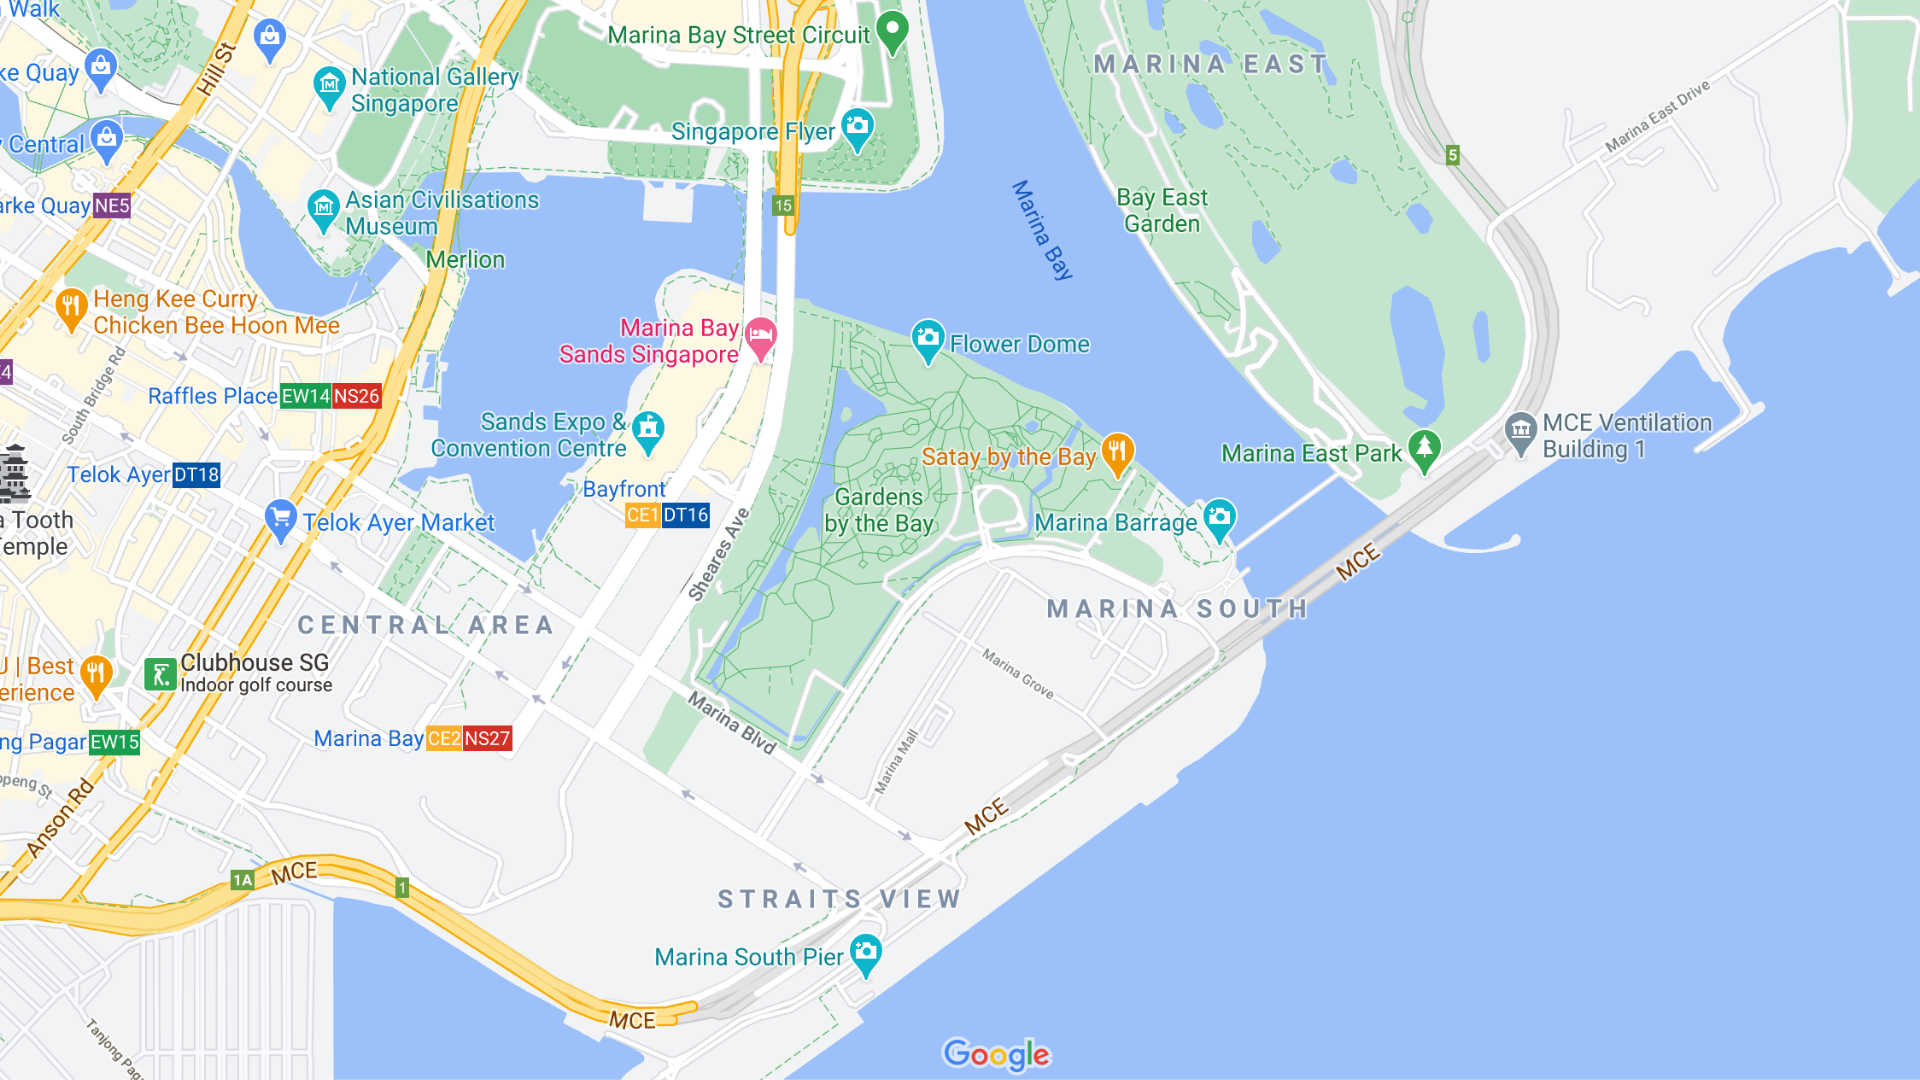 Walk
Hill St
ke Quay
National Gallery
Singapore
Marina Bay Street Circuit
MARINA EAST
Marina East Drive
Central
Singapore Flyer
5
arke Quay NE5
Asian Civilisations
Museum
15
Marina Bay
Bay East
Garden
Merlion
Heng Kee Curry
Chicken Bee Hoon Mee
Marina Bay
Sands Singapore
Flower Dome
South Bridge Rd
Raffles Place EW14 NS26
Sands Expo &
Convention Centre
Satay by the Bay
Marina East Park
MCE Ventilation
Building 1
Telok Ayer DT18
Bayfront
CE1 DT16
Gardens
by the Bay
Telok Ayer Market
a Tooth
Temple
Sheares Ave
Marina Barrage
MCE
CENTRAL AREA
MARINA SOUTH
J | Best
erience
Clubhouse SG
Indoor golf course
Marina Grove
Marina Blvd
ng Pagar EW15
Marina Bay CE2 NS27
Marina Mall
openg St
Anson Rd
MCE
1A
MCE
1
STRAITS VIEW
Marina South Pier
MCE
Tanjong Paga
Google